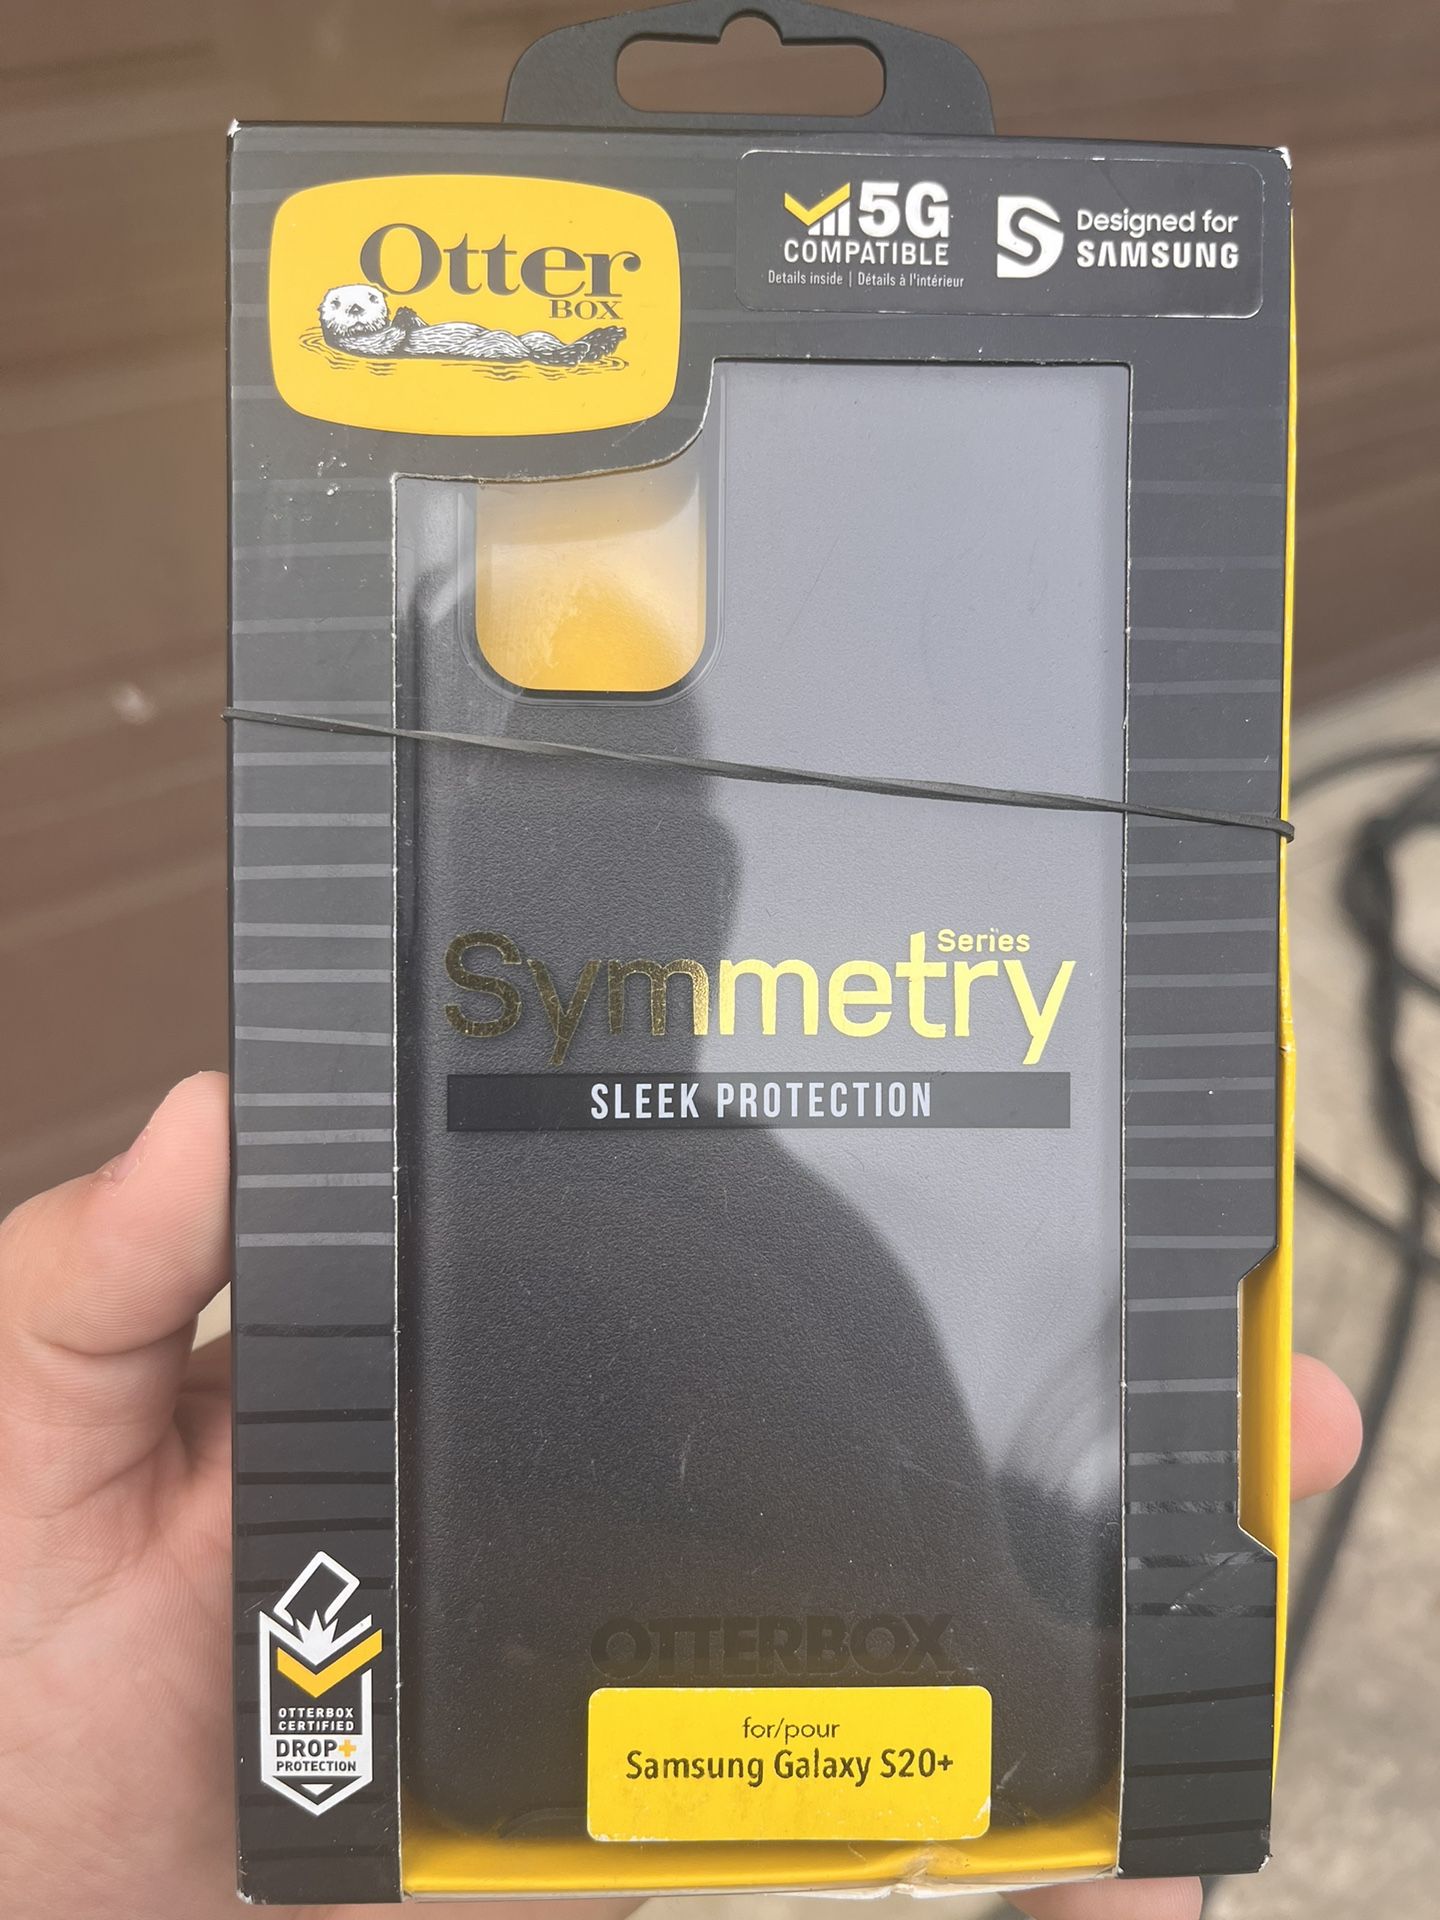 Otter
BOX
5G
COMPATIBLE
Details inside | Détails à l'intérieur
Designed for
SAMSUNG
Series
Symmetry
SLEEK PROTECTION
OTTERBOX
for/pour
Samsung Galaxy S20+
OTTERBOX
CERTIFIED
DROP+
PROTECTION